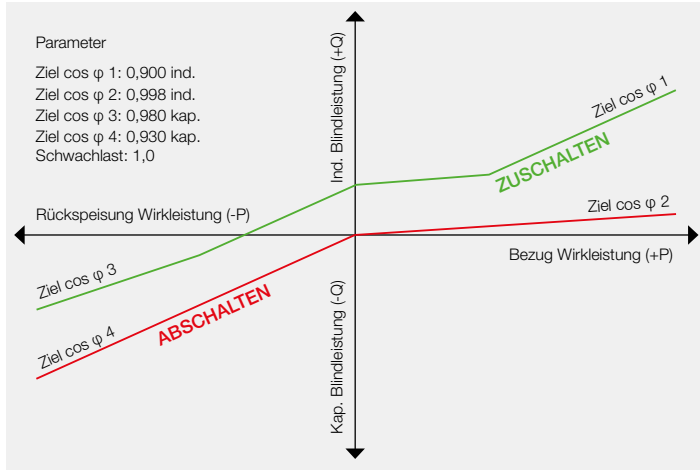 Parameter
Ziel cos φ 1: 0,900 ind.
Ziel cos φ 2: 0,998 ind.
Ziel cos φ 3: 0,980 kap.
Ziel cos φ 4: 0,930 kap.
Schwachlast: 1,0
Ind. Blindleistung (+Q)
Ziel cos φ 1
ZUSCHALTEN
Rückspeisung Wirkleistung (-P)
Ziel cos φ 2
Bezug Wirkleistung (+P)
Ziel cos φ 3
ABSCHALTEN
Ziel cos φ 4
Kap. Blindleistung (-Q)